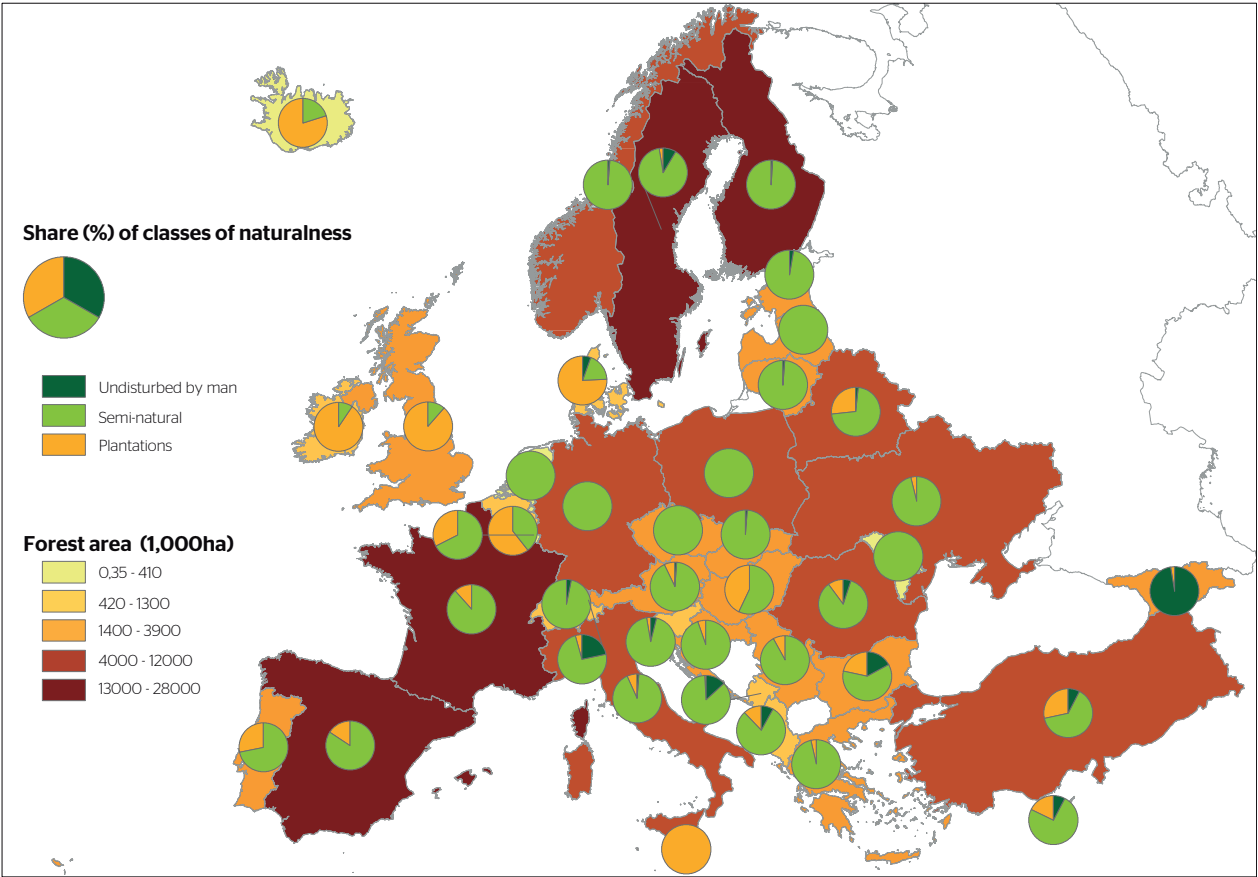 Share (%) of classes of naturalness
Undisturbed by man
Semi-natural
Plantations
Forest area (1,000ha)
0,35 - 410
420 - 1300
1400 - 3900
4000 - 12000
13000 - 28000